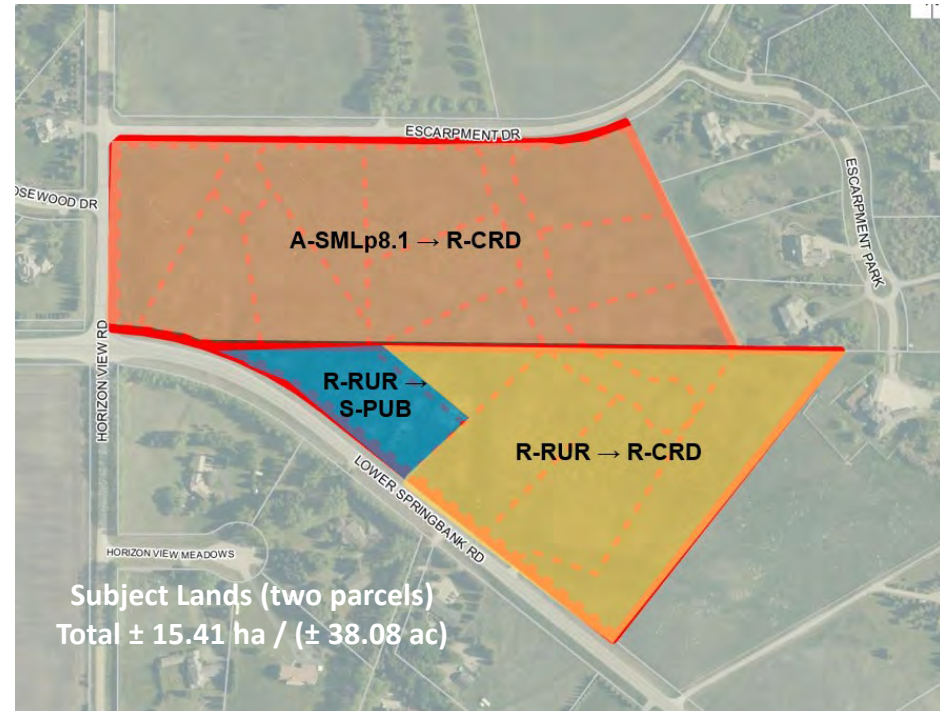 ESCARPMENT DR
OSEWOOD DR
ESCARPMENT PARK
A-SMLp8.1 → R-CRD
HORIZON VIEW RD
R-RUR →
S-PUB
R-RUR → R-CRD
LOWER SPRINGBANK RD
HORIZON VIEW MEADOWS
Subject Lands (two parcels)
Total ± 15.41 ha / (± 38.08 ac)